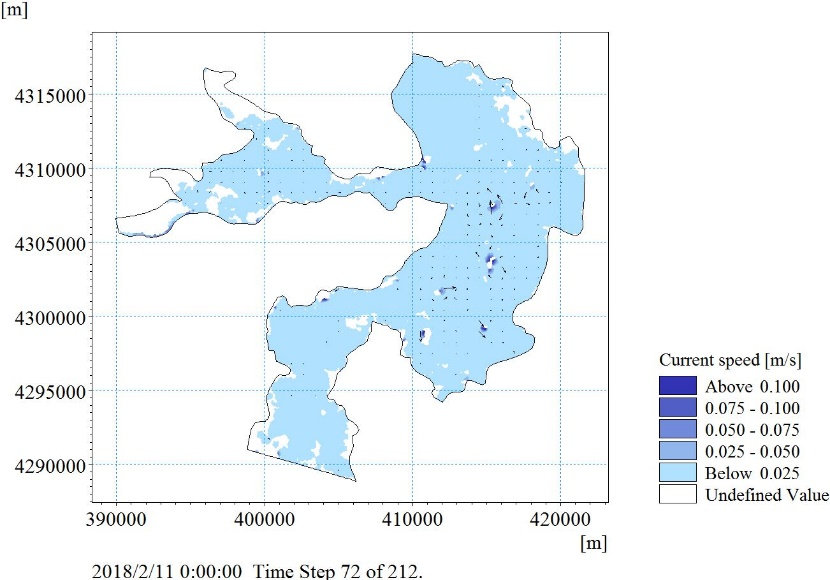 [m]
4315000
4310000
4305000
4300000
4295000
4290000
390000 400000 410000 420000
[m]
Current speed [m/s]
Above 0.100
0.075 - 0.100
0.050 - 0.075
0.025 - 0.050
Below 0.025
Undefined Value
2018/2/11 0:00:00 Time Step 72 of 212.